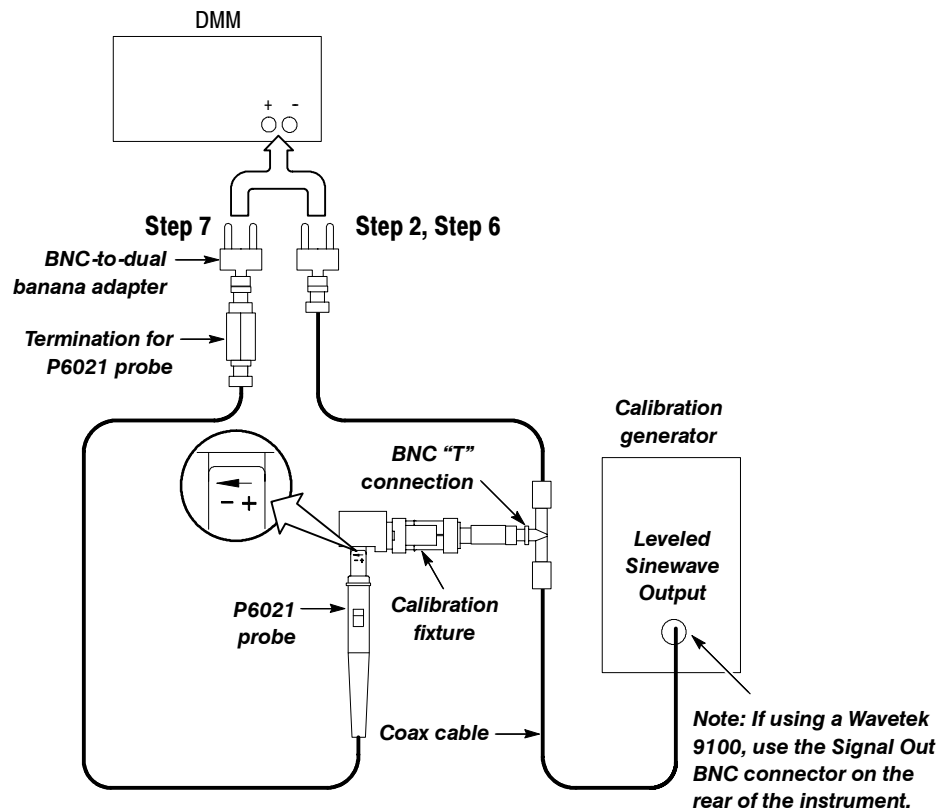 DMM
+ -
Step 7
Step 2, Step 6
BNC-to-dual
banana adapter
Termination for
P6021 probe
Calibration
generator
BNC “T”
connection
- +
Leveled
Sinewave
Output
- +
P6021
probe
Calibration
fixture
Coax cable
Note: If using a Wavetek
9100, use the Signal Out
BNC connector on the
rear of the instrument.